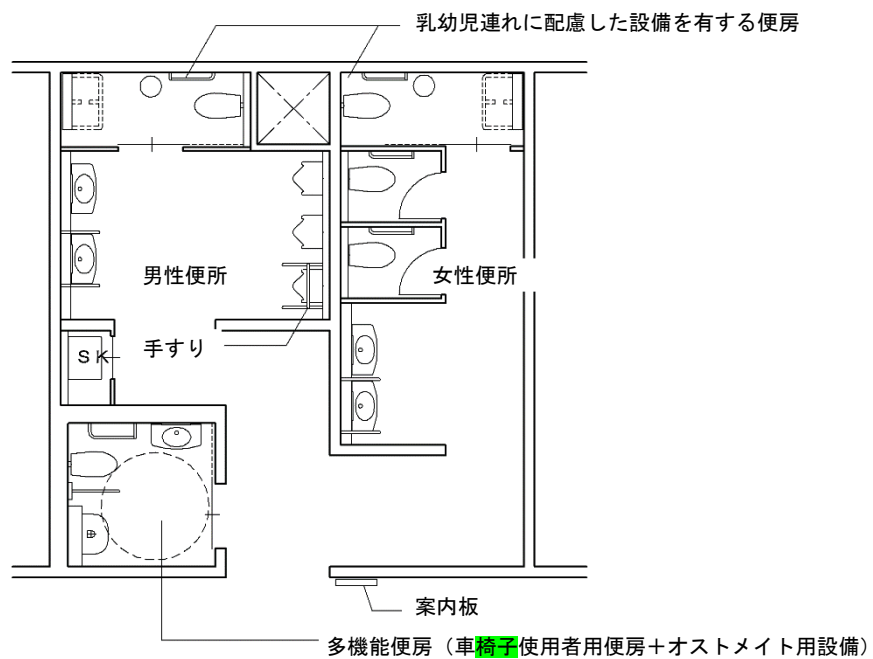 乳幼児連れに配慮した設備を有する便房
男性便所
女性便所
手すり
SK
案内板
多機能便房（車椅子使用者用便房＋オストメイト用設備）